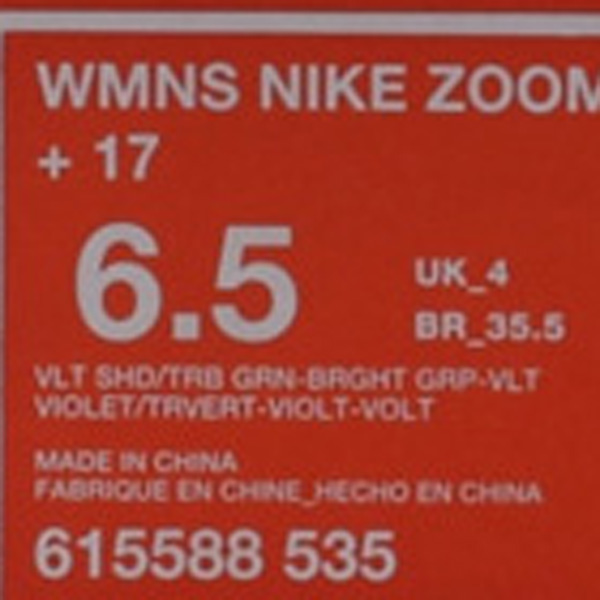 WMNS NIKE ZOOM
+ 17
6.5
UK_4
BR_35.5
VLT SHD/TRB GRN-BRGHT GRP-VLT
VIOLET/TRVERT-VIOLT-VOLT
MADE IN CHINA
FABRIQUE EN CHINE_HECHO EN CHINA
615588 535